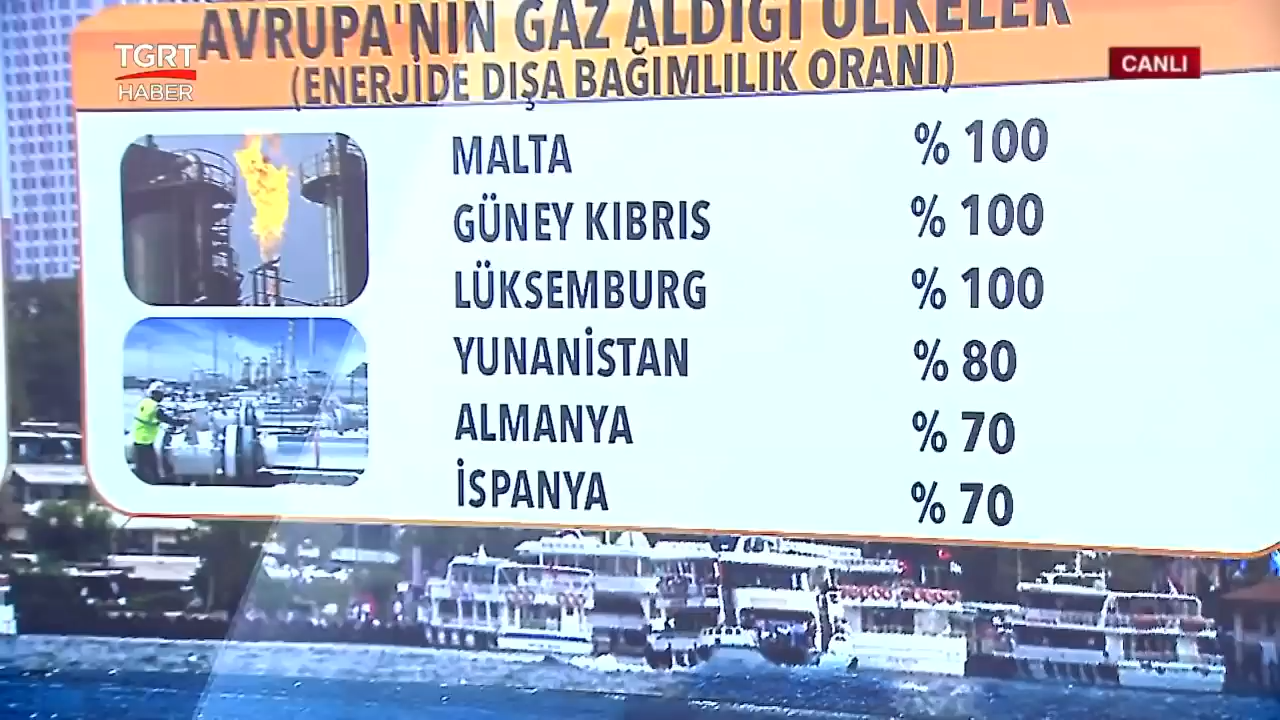 AVRUPA'NIN GAZ ALDIĞI ÜLKELER
(ENERJİDE DIŞA BAĞIMLILIK ORANI)
TGRT
HABER
CANLI
MALTA % 100
GÜNEY KIBRIS % 100
LÜKSEMBURG % 100
YUNANİSTAN % 80
ALMANYA % 70
İSPANYA % 70